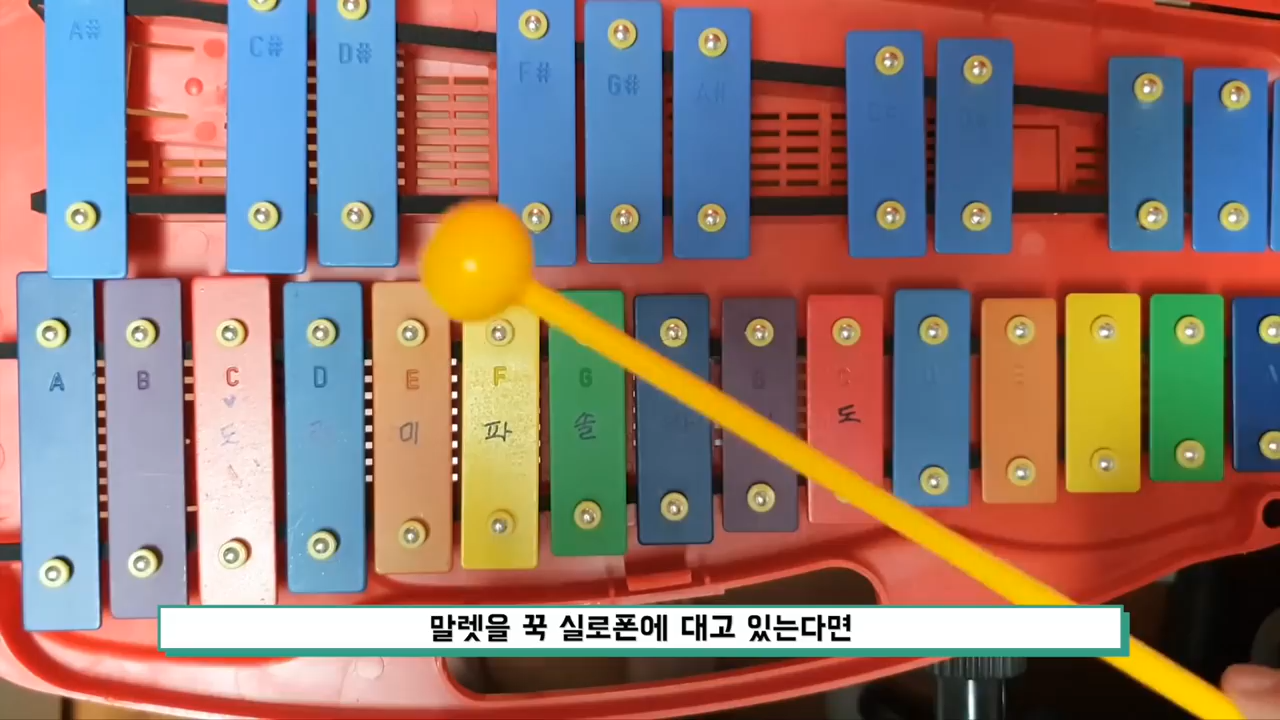 A# C# D# F# G# A#
A B C D E F G B
도 미 파 솔 도
말렛을 꾹 실로폰에 대고 있는다면